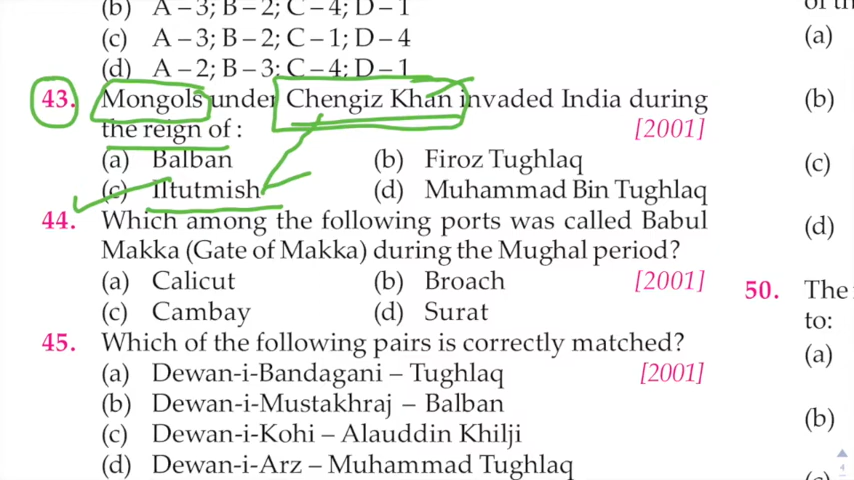 (b) A – 3; B – 2; C – 4; D – 1
(c) A – 3; B – 2; C – 1; D – 4
(d) A – 2; B – 3; C – 4; D – 1
43. Mongols under Chengiz Khan invaded India during
the reign of : [2001]
(a) Balban (b) Firoz Tughlaq
(c) Iltutmish (d) Muhammad Bin Tughlaq
44. Which among the following ports was called Babul
Makka (Gate of Makka) during the Mughal period?
(a) Calicut (b) Broach [2001]
(c) Cambay (d) Surat
45. Which of the following pairs is correctly matched?
(a) Dewan-i-Bandagani – Tughlaq [2001]
(b) Dewan-i-Mustakhraj – Balban
(c) Dewan-i-Kohi – Alauddin Khilji
(d) Dewan-i-Arz – Muhammad Tughlaq
(a)
(b)
(c)
(d)
50. The
to:
(a)
(b)
4